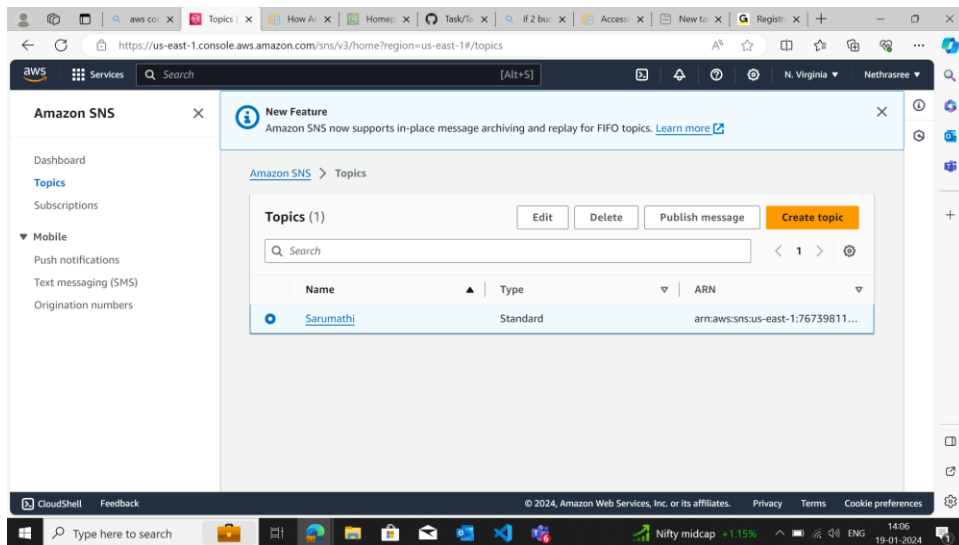 aws cor
Topics
How Ac
Homep
Task/Ta
if 2 buc
Access
New ta
Registr
https://us-east-1.console.aws.amazon.com/sns/v3/home?region=us-east-1#/topics
aws
Services
Search
[Alt+S]
N. Virginia
Nethrasree
Amazon SNS
New Feature
Amazon SNS now supports in-place message archiving and replay for FIFO topics. Learn more
Dashboard
Topics
Subscriptions
Mobile
Push notifications
Text messaging (SMS)
Origination numbers
Amazon SNS > Topics
Topics (1)
Edit
Delete
Publish message
Create topic
Search
1
Name
Type
ARN
Sarumathi
Standard
arn:aws:sns:us-east-1:76739811...
CloudShell
Feedback
© 2024, Amazon Web Services, Inc. or its affiliates.
Privacy
Terms
Cookie preferences
Type here to search
Nifty midcap +1.15%
ENG
14:06
19-01-2024